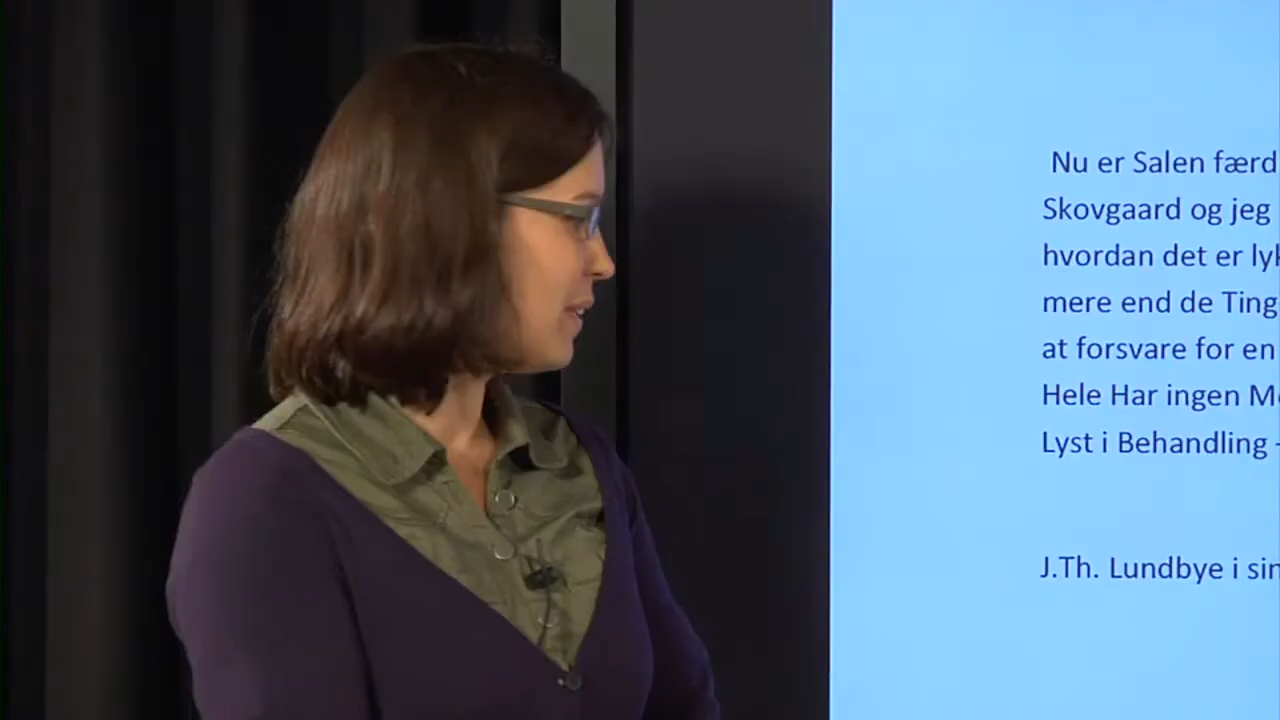 Nu er Salen færd
Skovgaard og jeg
hvordan det er lyk
mere end de Ting
at forsvare for en
Hele Har ingen M
Lyst i Behandling -
J.Th. Lundbye i sin